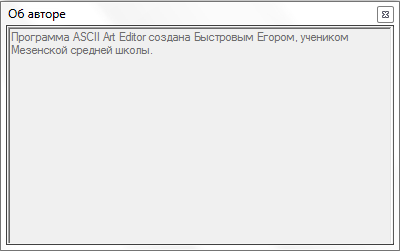 Об авторе
Программа ASCII Art Editor создана Быстровым Егором, учеником
Мезенской средней школы.